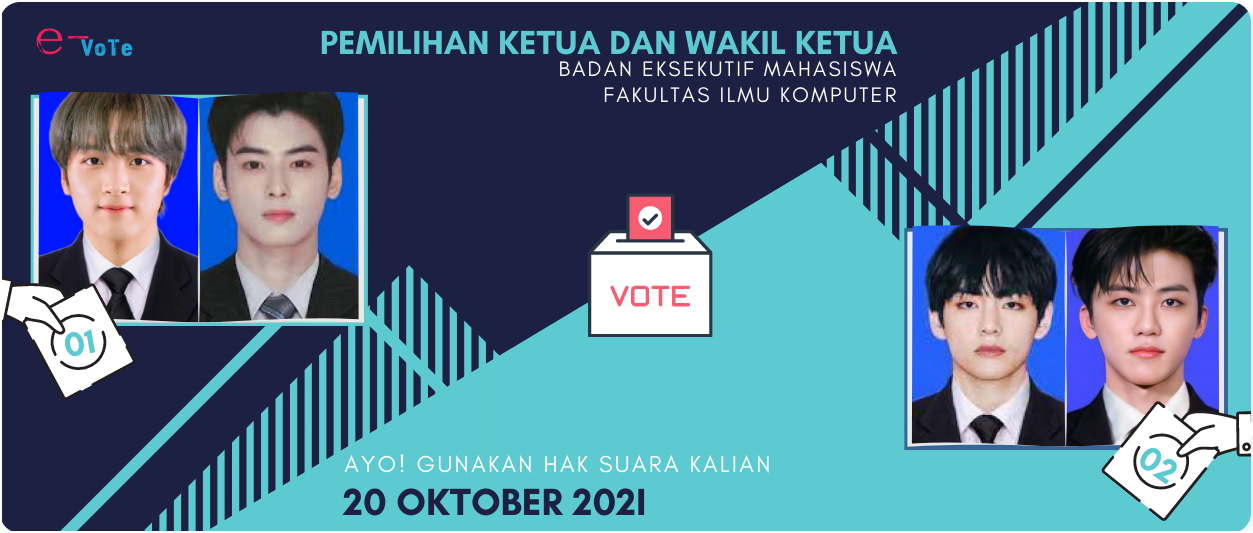 e-VoTe
PEMILIHAN KETUA DAN WAKIL KETUA
BADAN EKSEKUTIF MAHASISWA
FAKULTAS ILMU KOMPUTER
VOTE
01
02
AYO! GUNAKAN HAK SUARA KALIAN
20 OKTOBER 2021